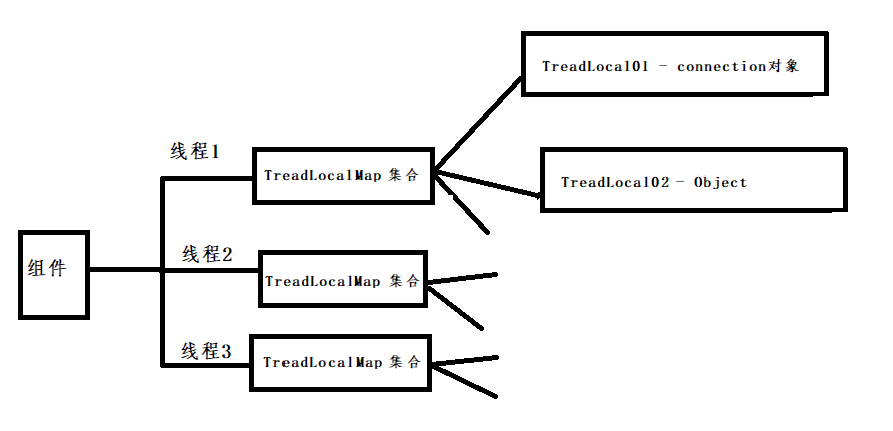 TreadLocal01 - connection对象
线程1
TreadLocalMap 集合
TreadLocal02 - Object
线程2
组件
TreadLocalMap 集合
线程3
TreadLocalMap 集合